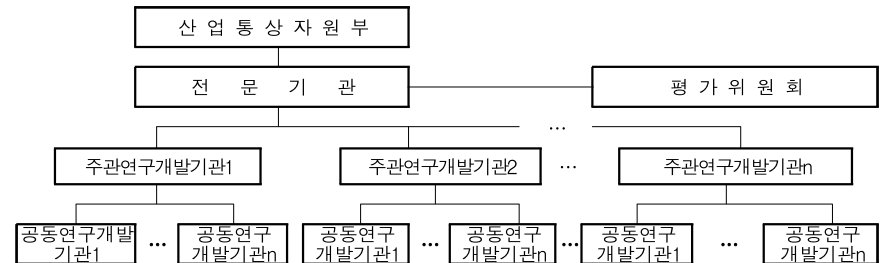 산 업 통 상 자 원 부
전 문 기 관
평 가 위 원 회
...
주관연구개발기관1
주관연구개발기관2
...
주관연구개발기관n
공동연구개발
기관1
...
공동연구
개발기관n
공동연구
개발기관1
...
공동연구
개발기관n
...
공동연구
개발기관1
...
공동연구
개발기관n